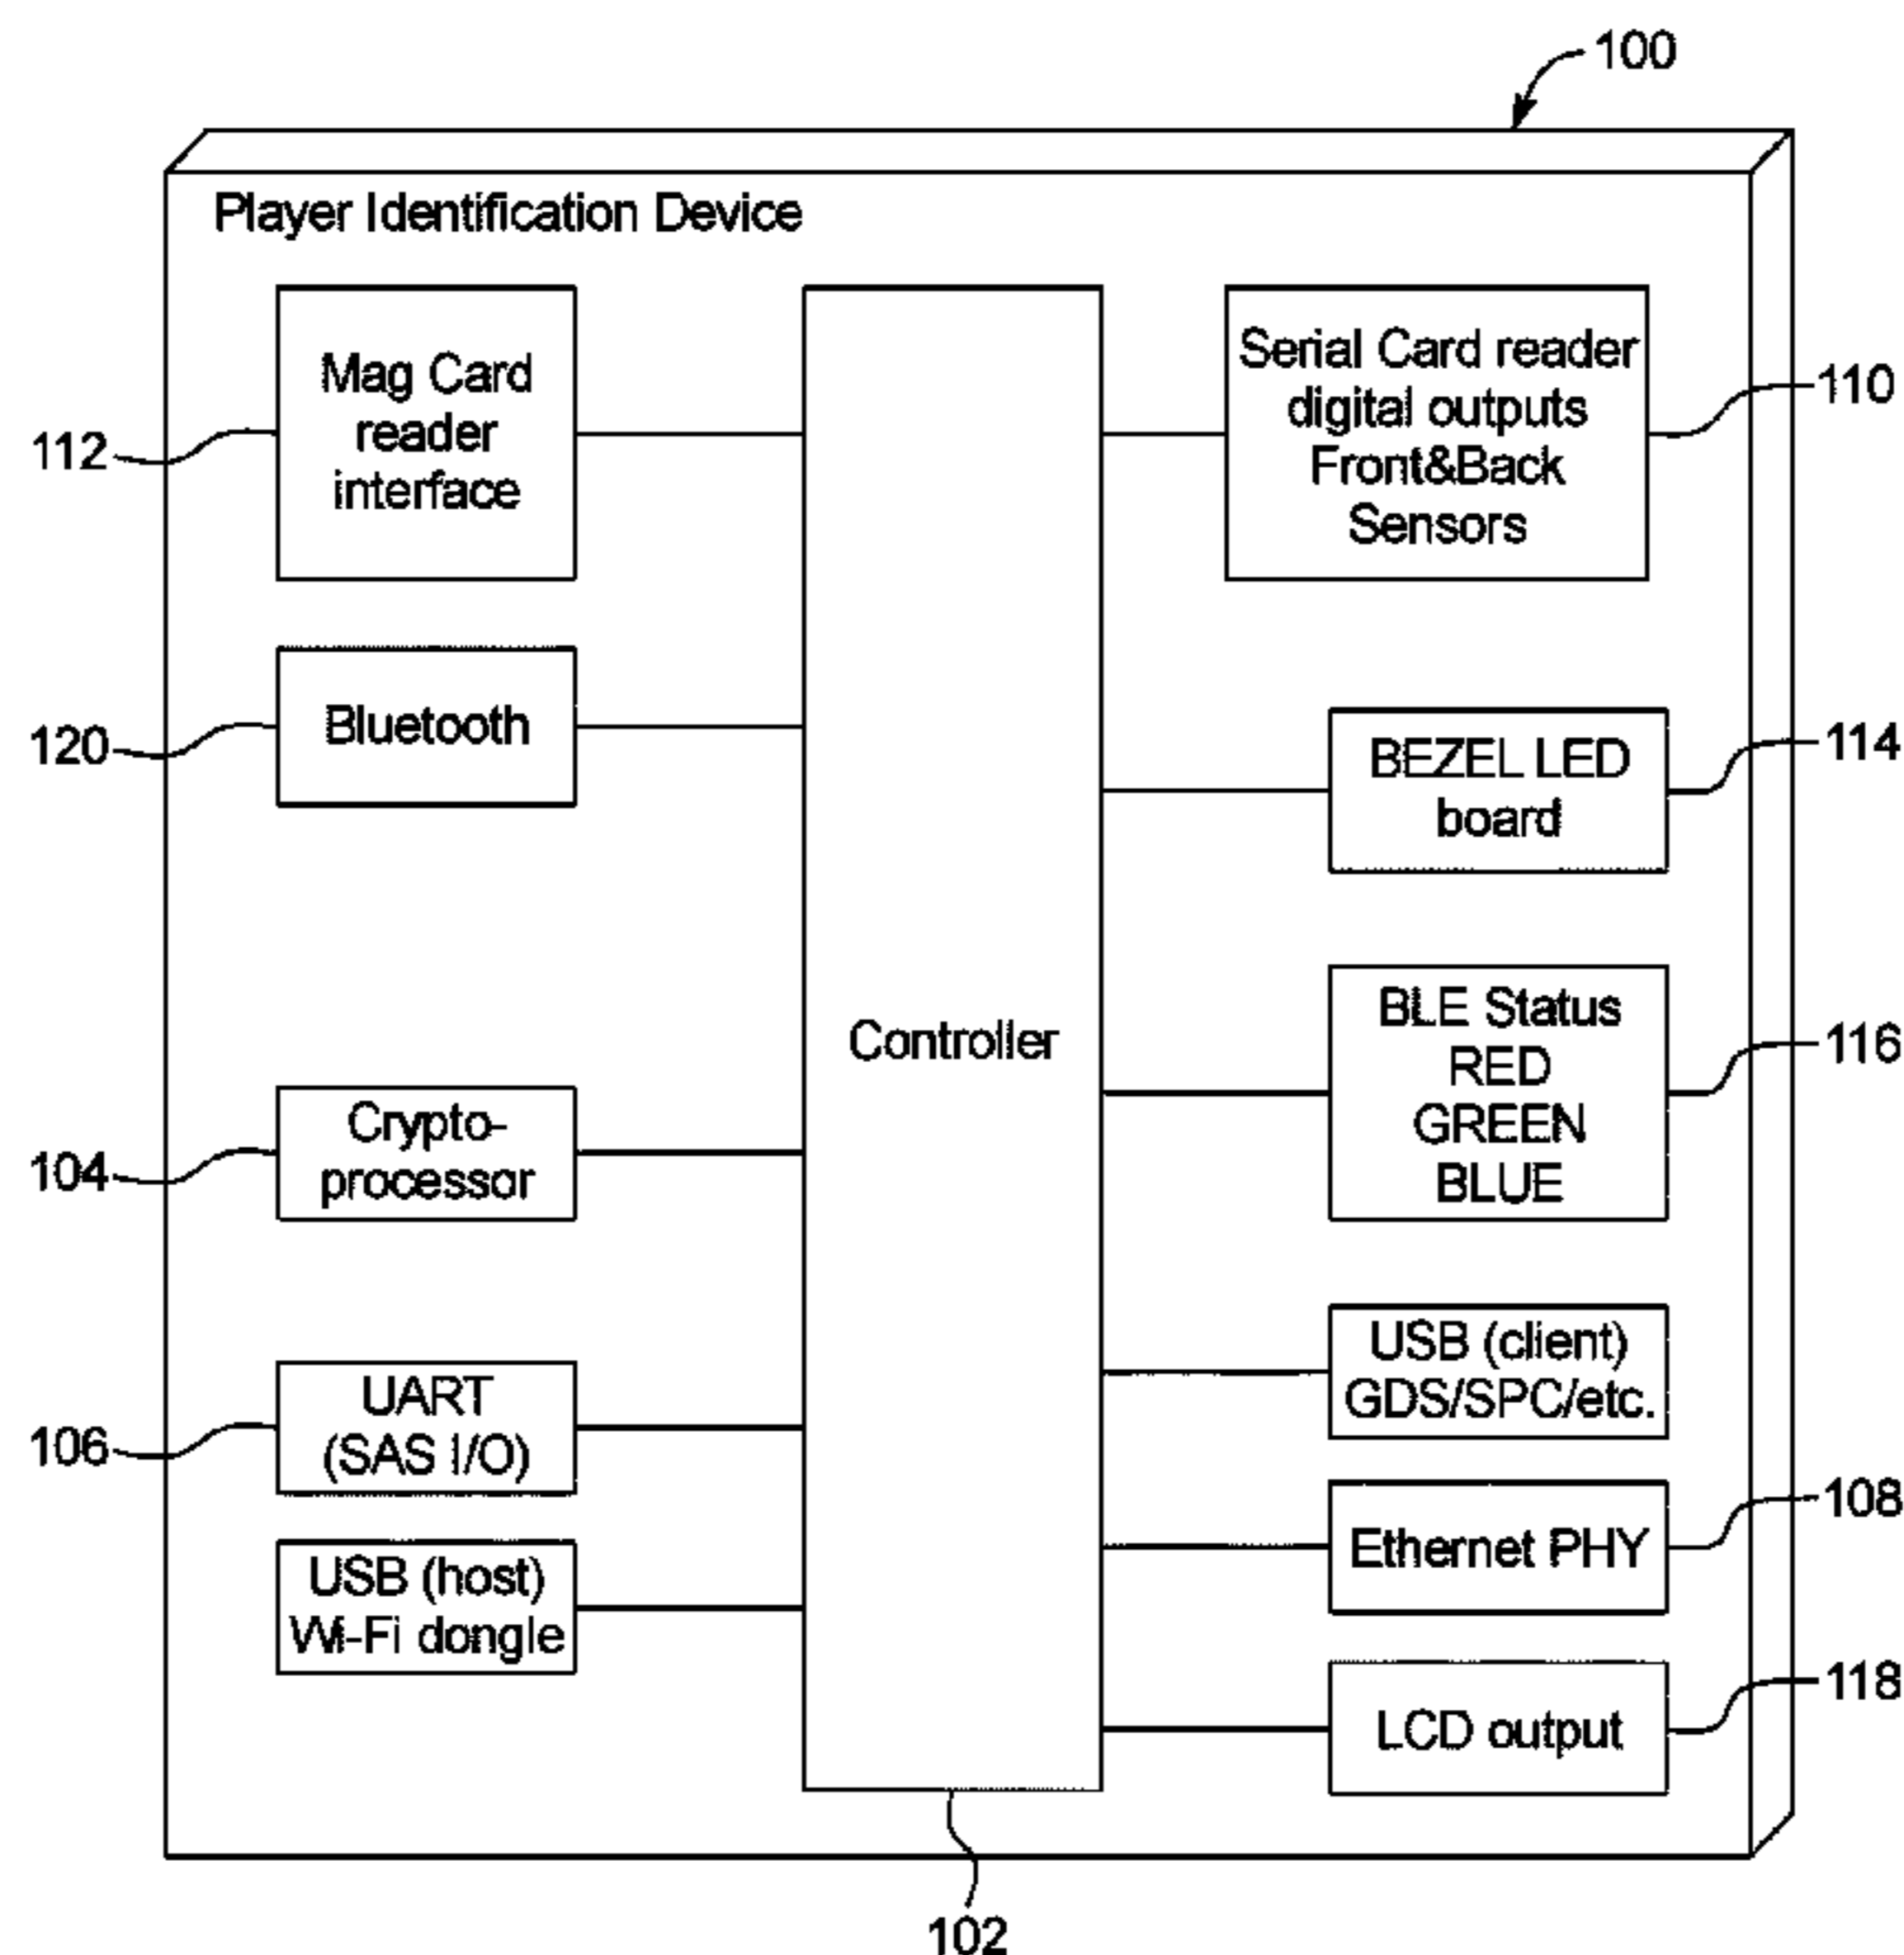 100
Player Identification Device
Mag Card
reader
interface
112
Serial Card reader
digital outputs
Front&Back
Sensors
110
Bluetooth
120
BEZEL LED
board
114
Controller
BLE Status
RED
GREEN
BLUE
116
Crypto-
processor
104
USB (client)
GDS/SPC/etc.
UART
(SAS I/O)
106
Ethernet PHY
108
USB (host)
Wi-Fi dongle
LCD output
118
102